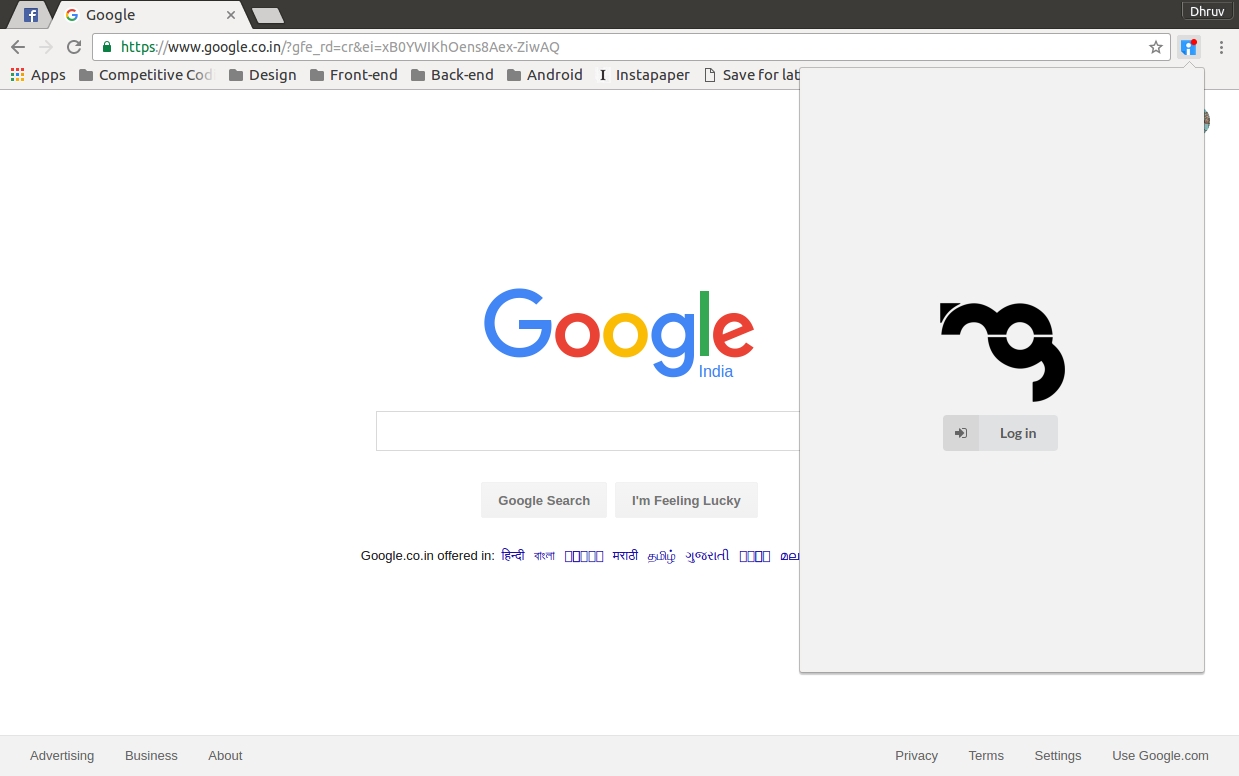 Dhruv
Google
https://www.google.co.in/?gfe_rd=cr&ei=xB0YWIKhOens8Aex-ZiwAQ
Apps Competitive Cod Design Front-end Back-end Android Instapaper Save for lat
Google
India
Log in
Google Search I'm Feeling Lucky
Google.co.in offered in: हिन्दी বাংলা मराठी தமிழ் ગુજરાતી മല
Advertising Business About Privacy Terms Settings Use Google.com